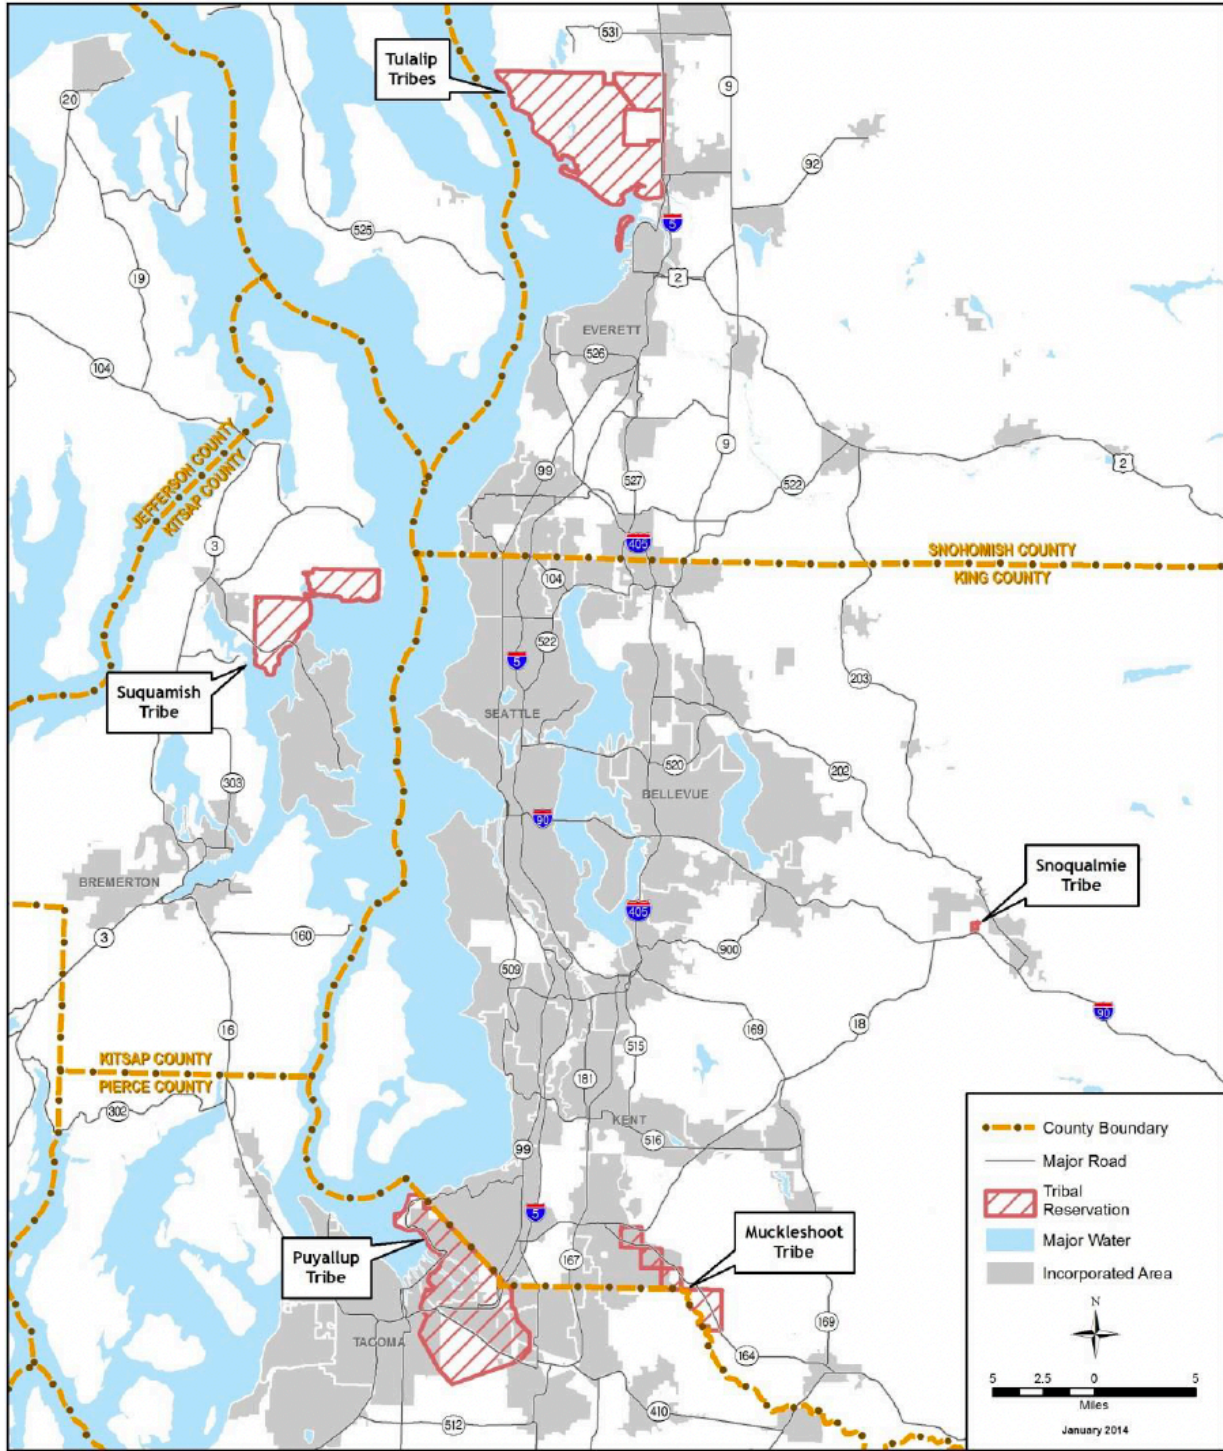 531
Tulalip
Tribes
9
20
92
525
5
19
2
EVERETT
526
104
JEFFERSON COUNTY
KITSAP COUNTY
9
2
99
527
522
3
405
SNOHOMISH COUNTY
KING COUNTY
104
522
5
203
Suquamish
Tribe
SEATTLE
520
202
303
BELLEVUE
90
Snoqualmie
Tribe
BREMERTON
405
3
160
900
509
90
16
169
18
515
KITSAP COUNTY
PIERCE COUNTY
181
302
KENT
516
99
5
Puyallup
Tribe
Muckleshoot
Tribe
167
TACOMA
169
164
410
512
County Boundary
Major Road
Tribal
Reservation
Major Water
Incorporated Area
N
5 2.5 0 5
Miles
January 2014